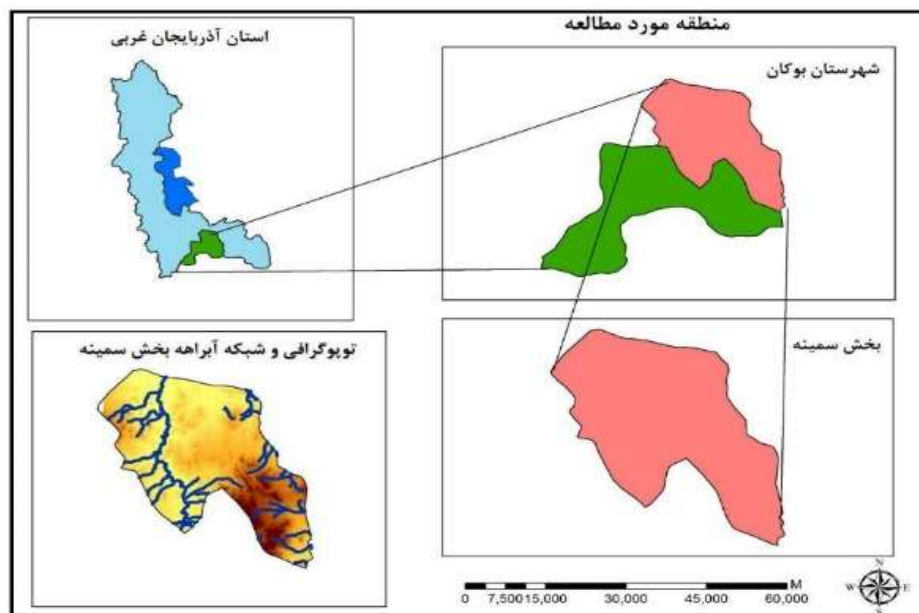 منطقه مورد مطالعه
استان آذربایجان غربی
شهرستان بوکان
توپوگرافی و شبکه آبراهه بخش سمینه
بخش سمینه
M
0 7,500 15,000 30,000 45,000 60,000
N
W E
S